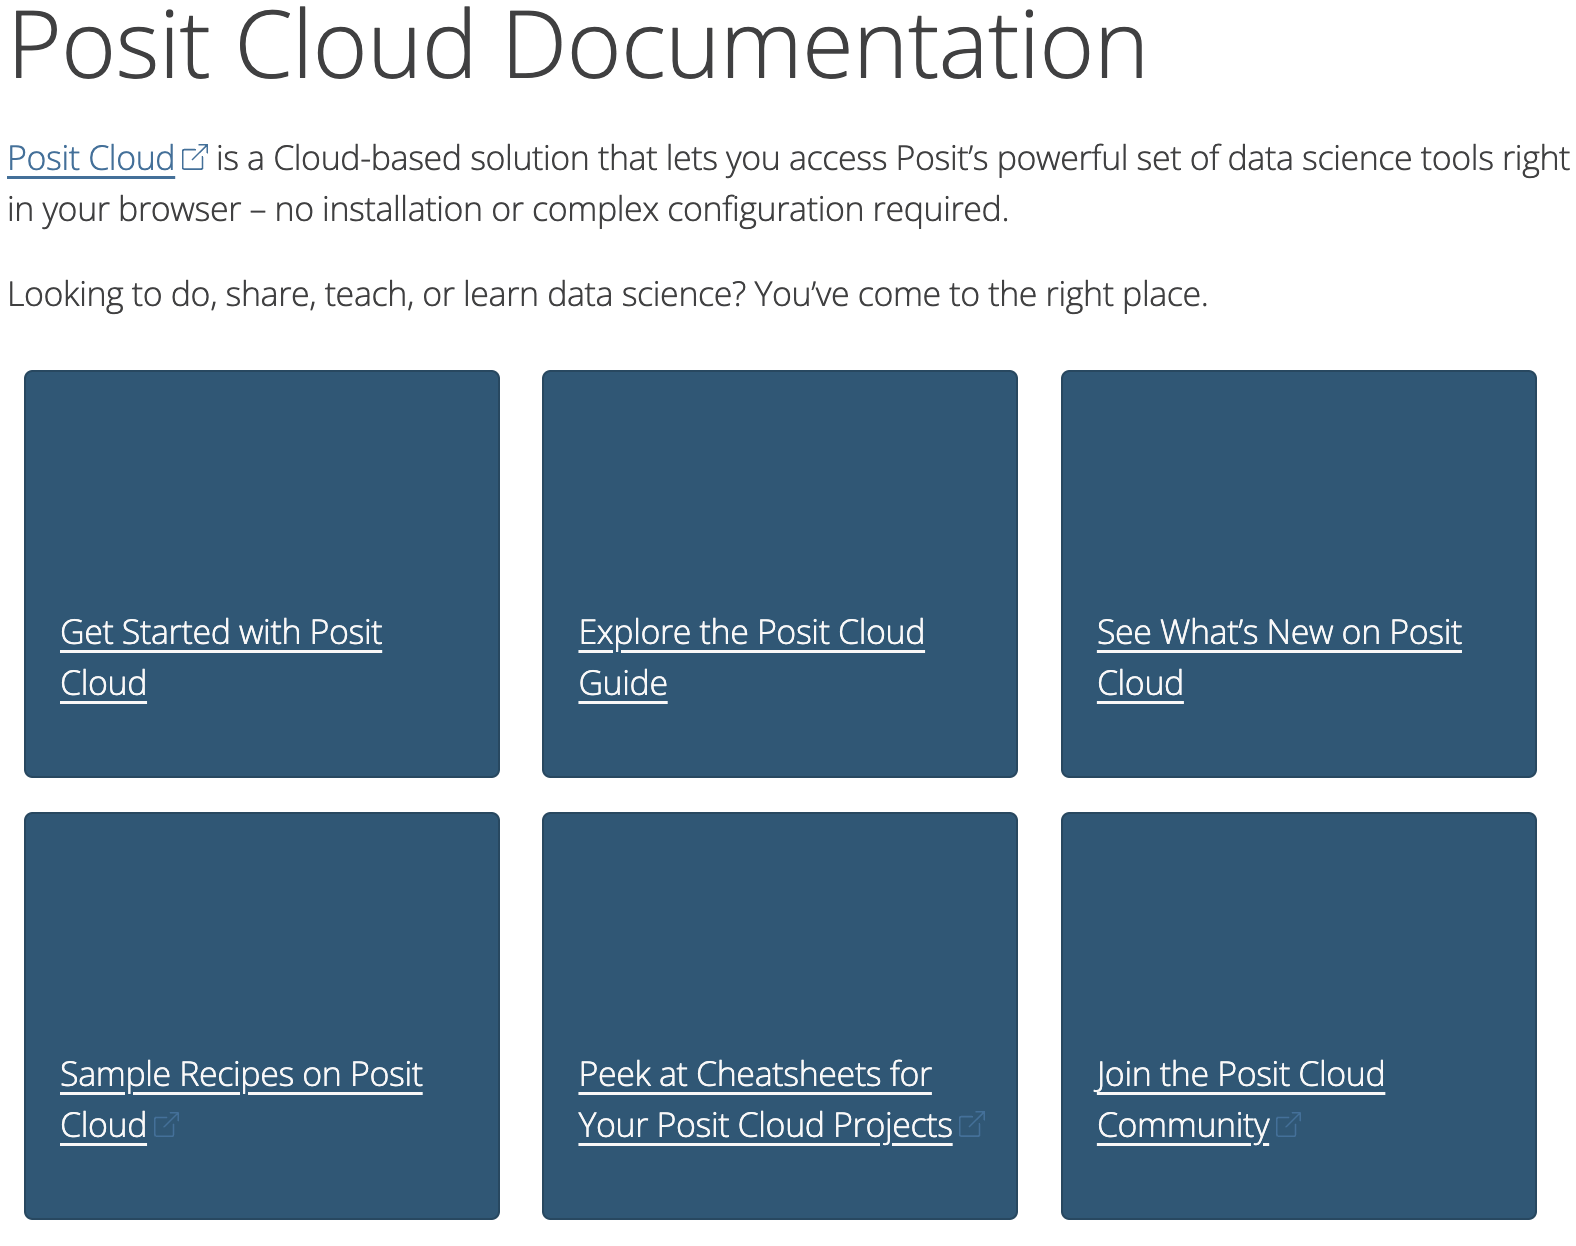 Posit Cloud Documentation
Posit Cloud is a Cloud-based solution that lets you access Posit’s powerful set of data science tools right
in your browser – no installation or complex configuration required.
Looking to do, share, teach, or learn data science? You’ve come to the right place.
Get Started with Posit
Cloud
Explore the Posit Cloud
Guide
See What’s New on Posit
Cloud
Sample Recipes on Posit
Cloud
Peek at Cheatsheets for
Your Posit Cloud Projects
Join the Posit Cloud
Community